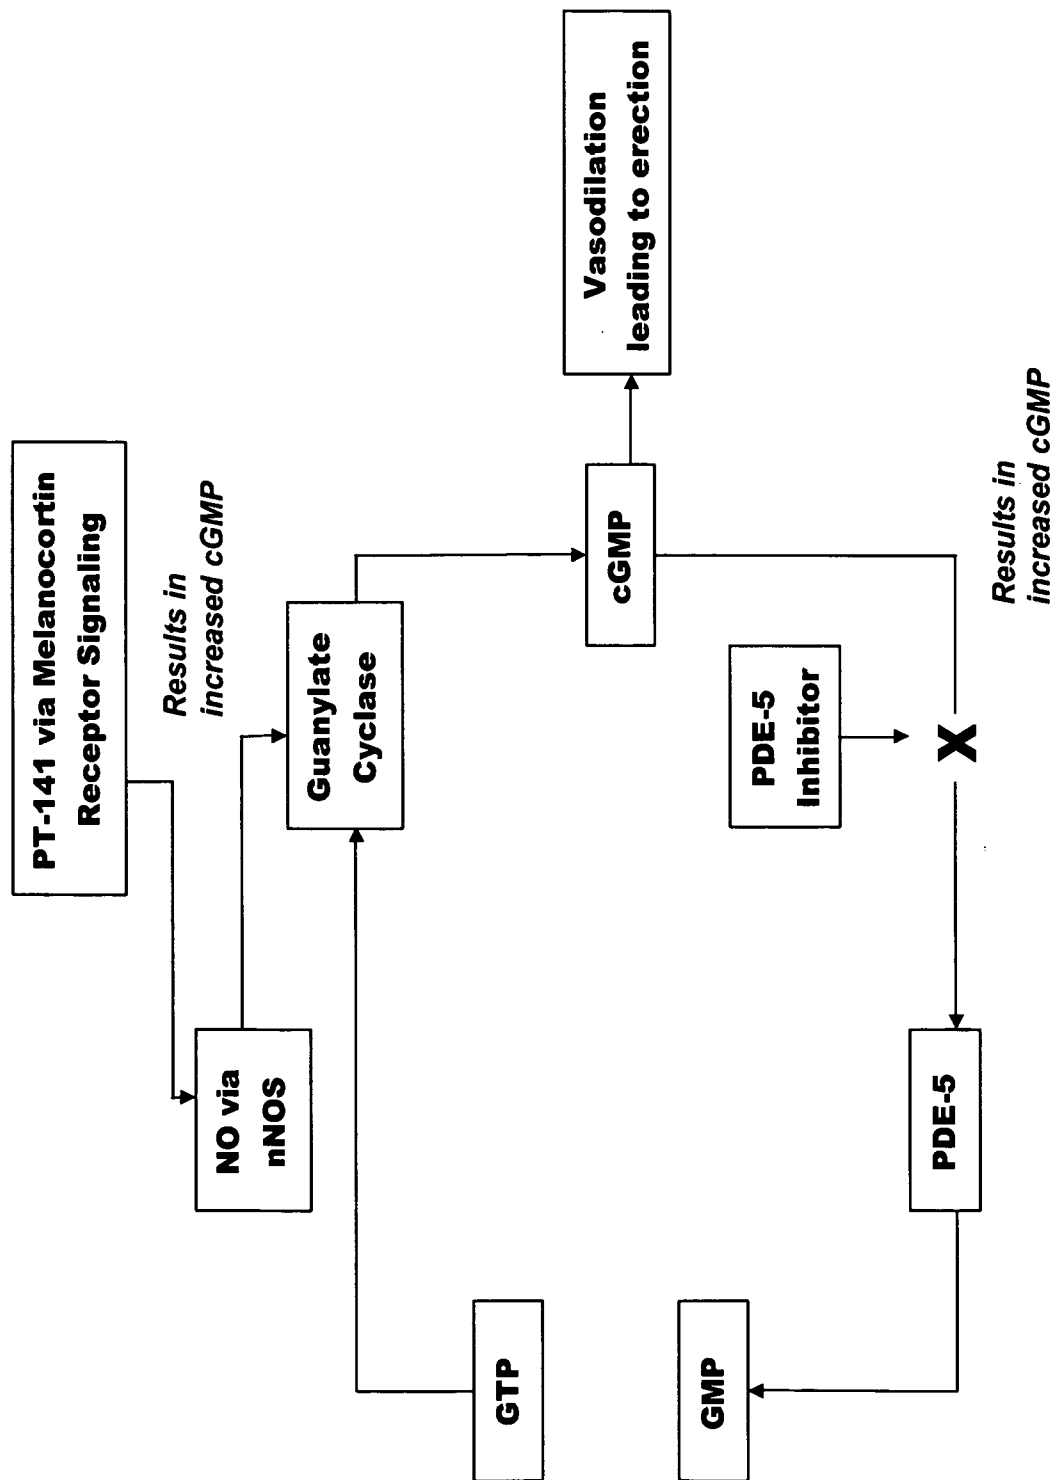 PT-141 via Melanocortin
Receptor Signaling
Results in
increased cGMP
NO via
nNOS
Guanylate
Cyclase
GTP
cGMP
Vasodilation
leading to erection
GMP
PDE-5
Inhibitor
X
PDE-5
Results in
increased cGMP